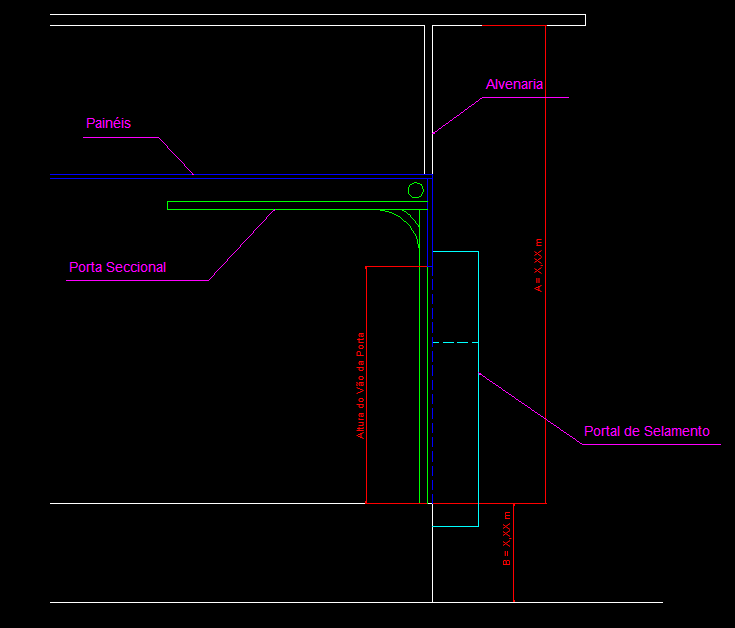 Alvenaria
Painéis
Porta Seccional
A = X,XX m
Altura do Vão da Porta
Portal de Selamento
B = X,XX m